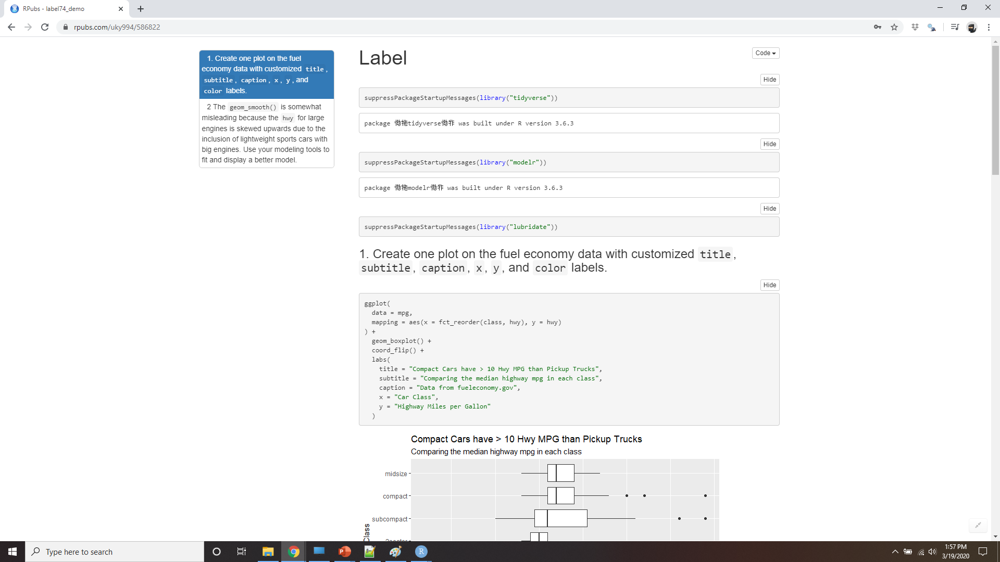 RPubs - label74_demo
rpubs.com/uky994/586822
1. Create one plot on the fuel
economy data with customized title,
subtitle, caption, x, y, and
color labels.
2 The geom_smooth() is somewhat
misleading because the hwy for large
engines is skewed upwards due to the
inclusion of lightweight sports cars with
big engines. Use your modeling tools to
fit and display a better model.
Label
Code
Hide
suppressPackageStartupMessages(library("tidyverse"))
package 愼牠tidyverse愼牪 was built under R version 3.6.3
Hide
suppressPackageStartupMessages(library("modelr"))
package 愼牠modelr愼牪 was built under R version 3.6.3
Hide
suppressPackageStartupMessages(library("lubridate"))
1. Create one plot on the fuel economy data with customized title,
subtitle, caption, x, y, and color labels.
Hide
ggplot(
data = mpg,
mapping = aes(x = fct_reorder(class, hwy), y = hwy)
) +
geom_boxplot() +
coord_flip() +
labs(
title = "Compact Cars have > 10 Hwy MPG than Pickup Trucks",
subtitle = "Comparing the median highway mpg in each class",
caption = "Data from fueleconomy.gov",
x = "Car Class",
y = "Highway Miles per Gallon"
)
Compact Cars have > 10 Hwy MPG than Pickup Trucks
Comparing the median highway mpg in each class
midsize
compact
subcompact
Class
2seater
Type here to search
1:57 PM
3/19/2020